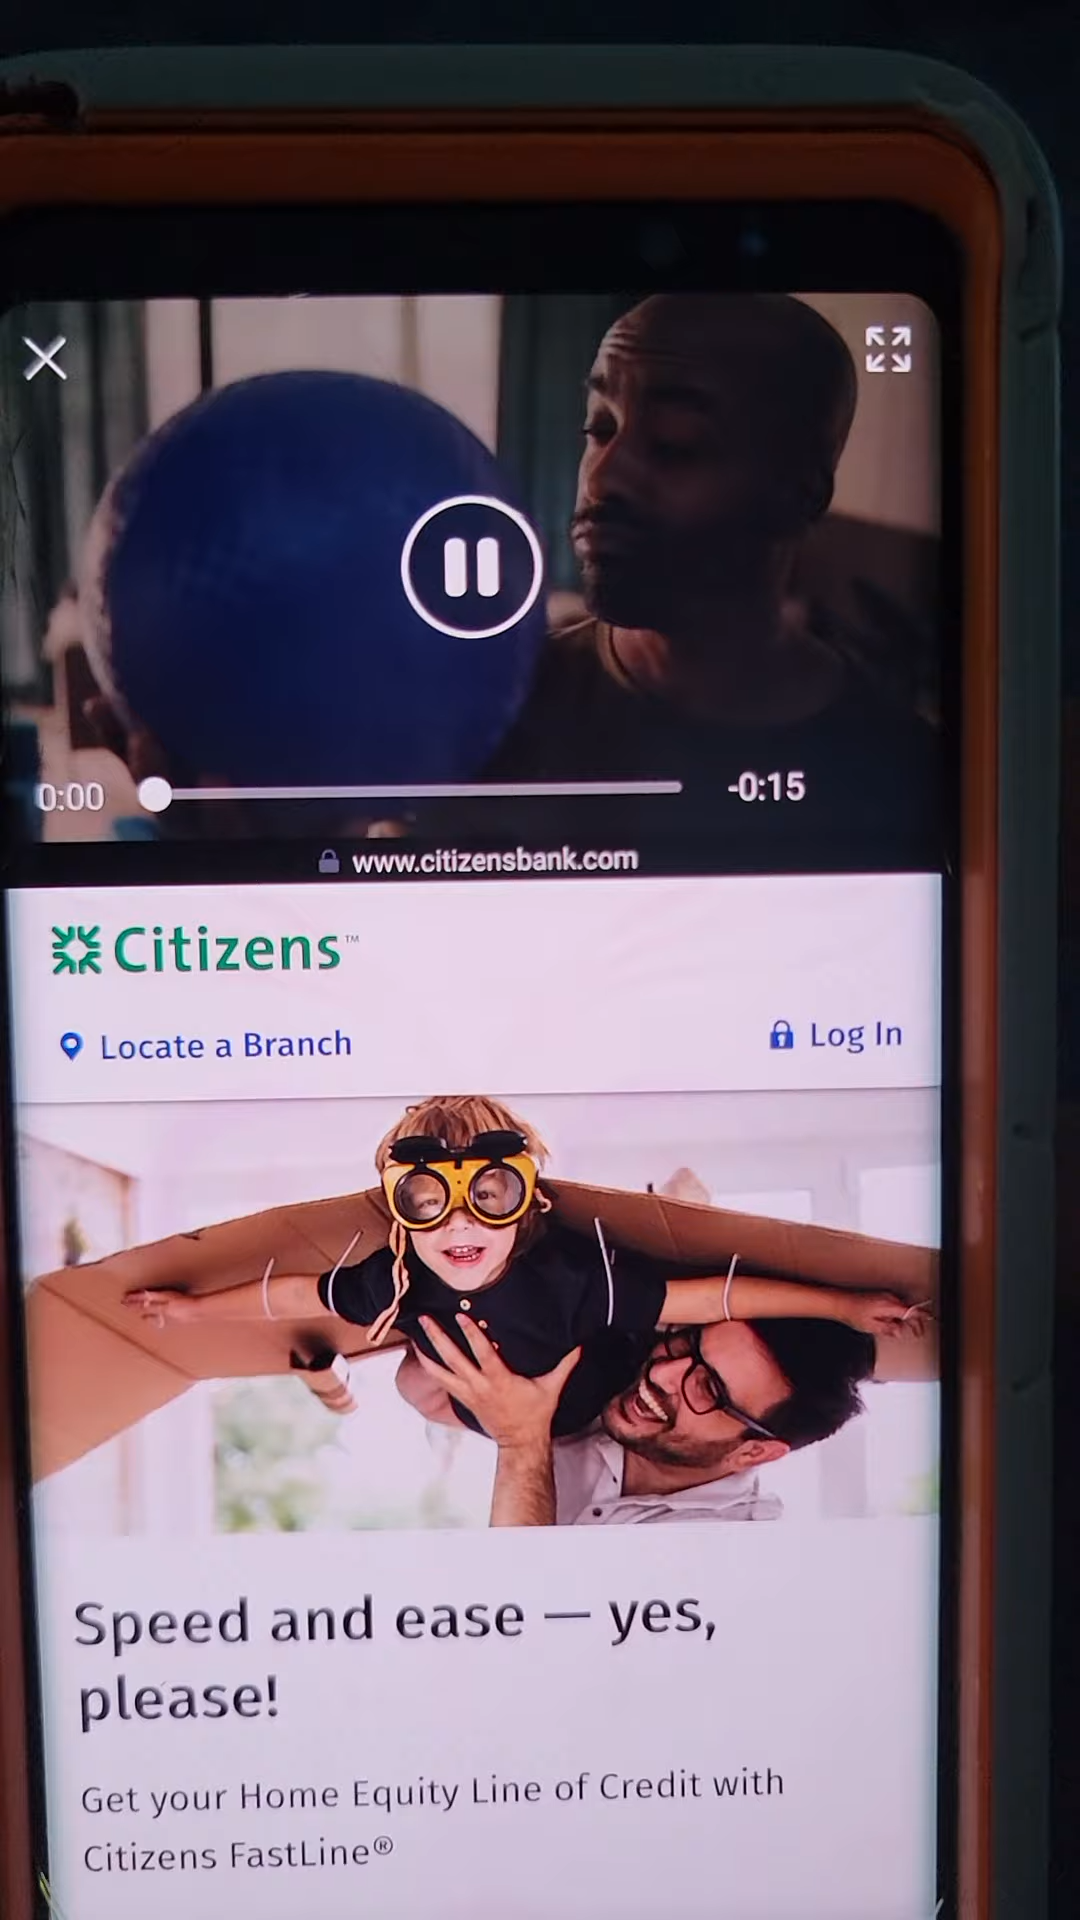 0:00
-0:15
www.citizensbank.com
Citizens™
Locate a Branch
Log In
Speed and ease — yes,
please!
Get your Home Equity Line of Credit with
Citizens FastLine®